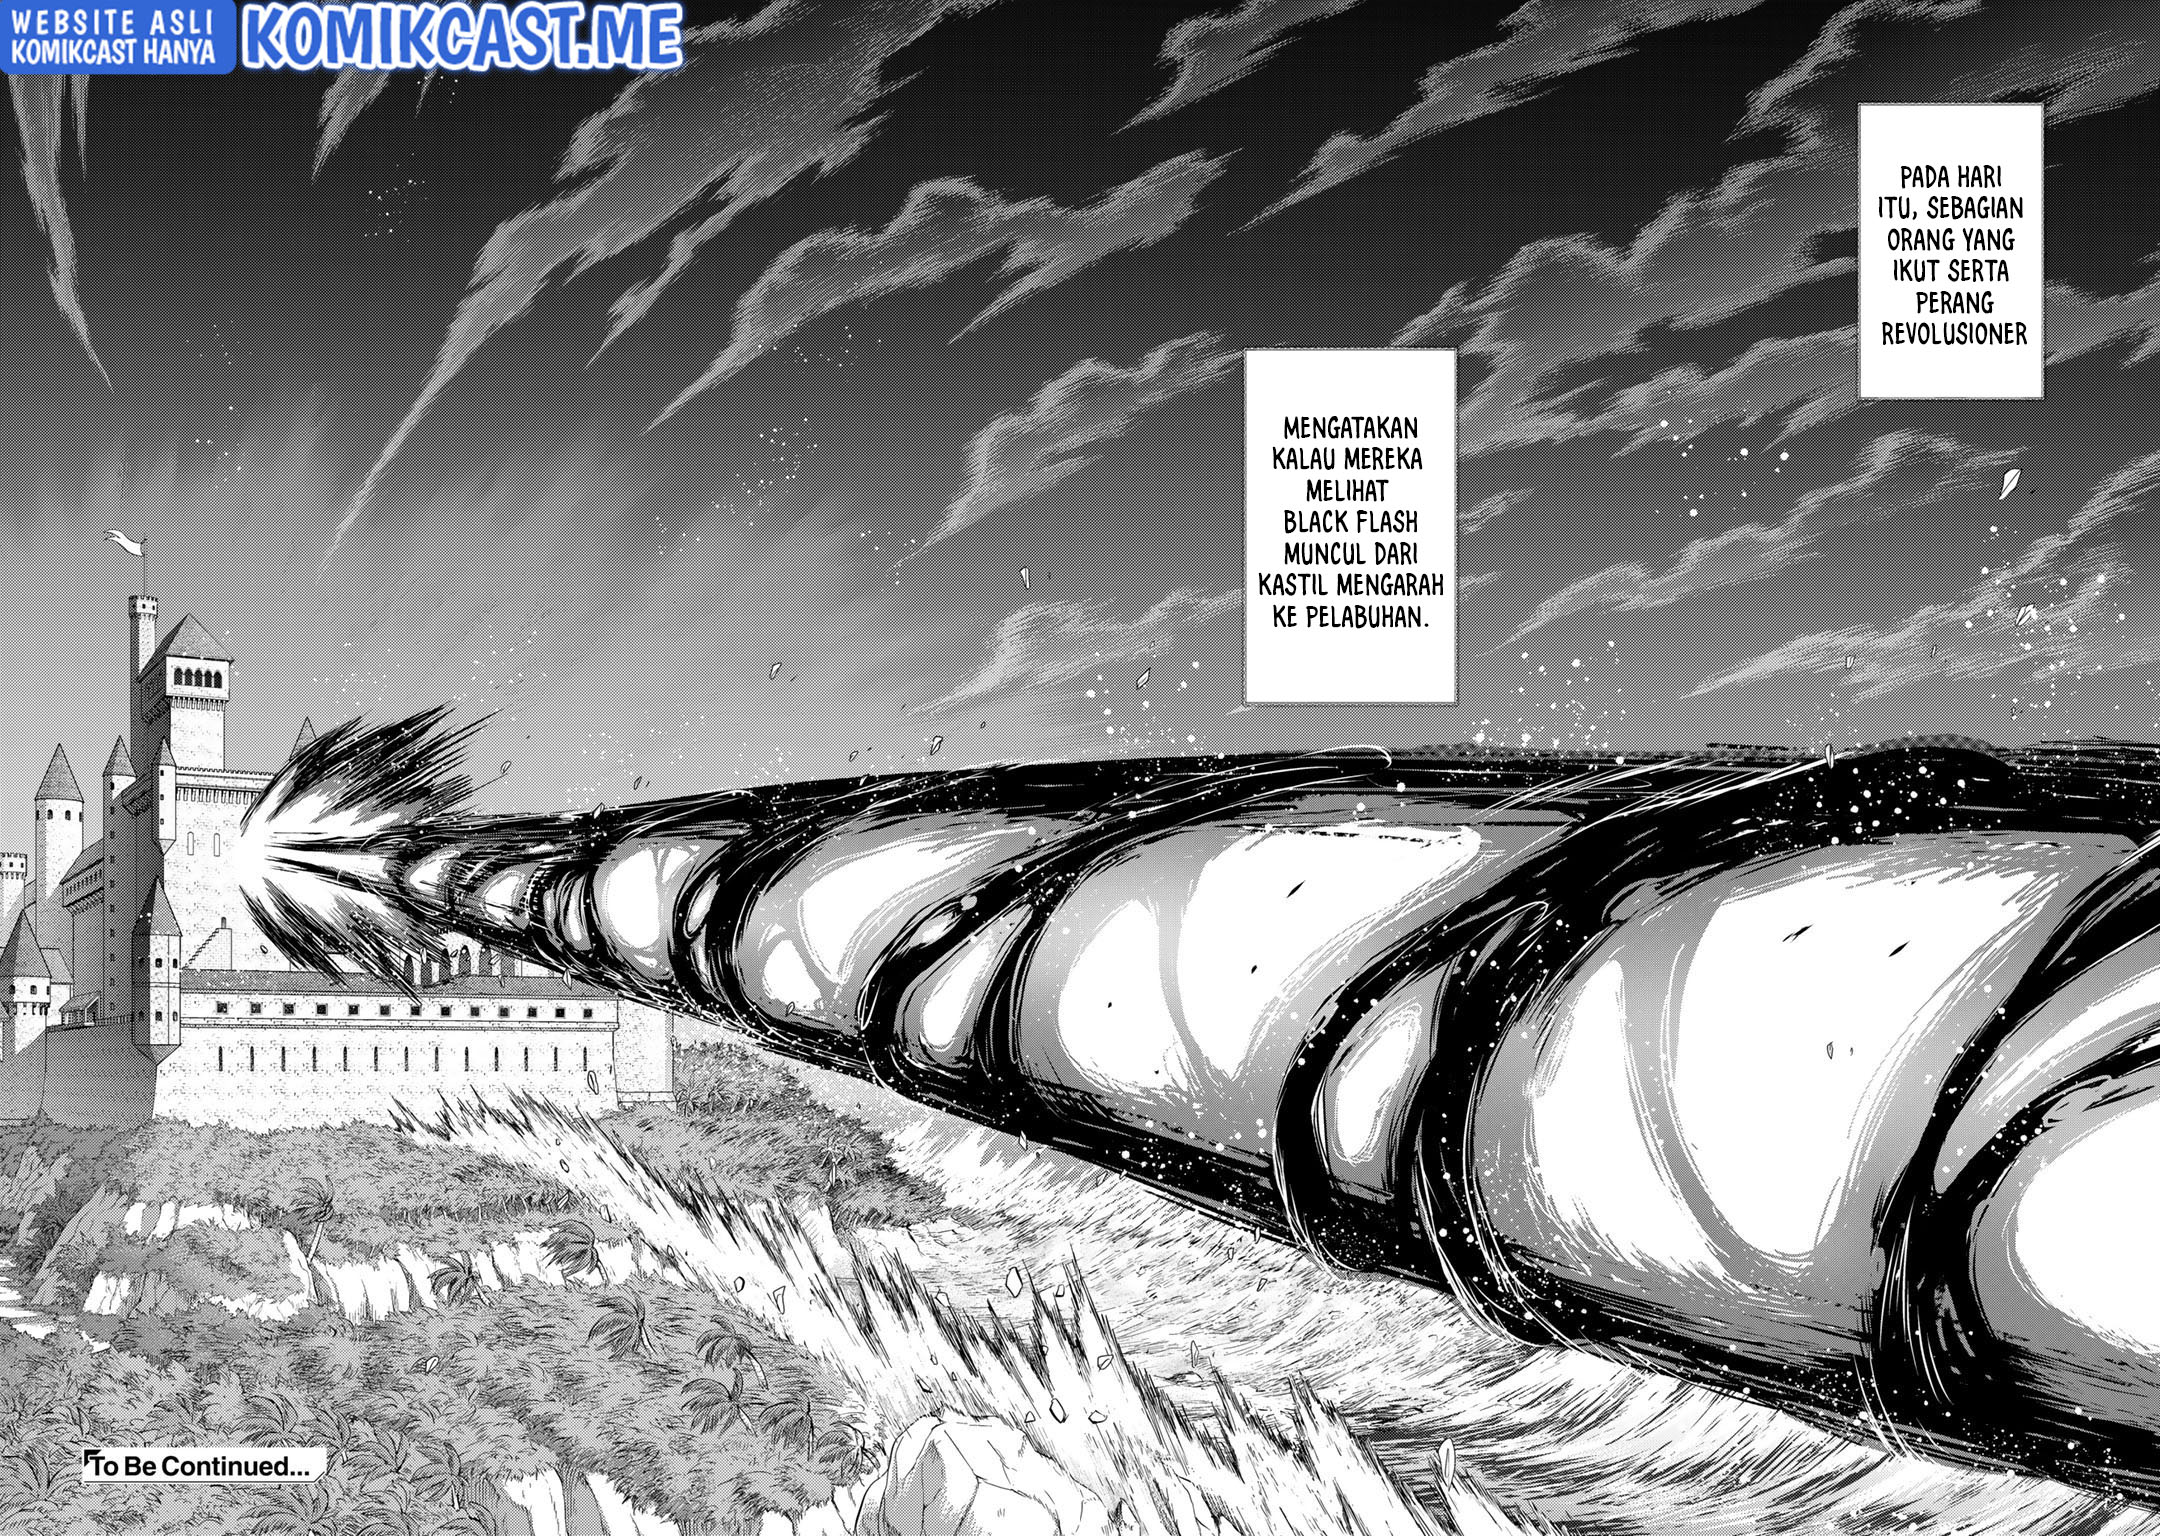 WEBSITE ASLI
KOMIKCAST HANYA
KOMIKCAST.ME
PADA HARI
ITU, SEBAGIAN
ORANG YANG
IKUT SERTA
PERANG
REVOLUSIONER
MENGATAKAN
KALAU MEREKA
MELIHAT
BLACK FLASH
MUNCUL DARI
KASTIL MENGARAH
KE PELABUHAN.
To Be Continued...